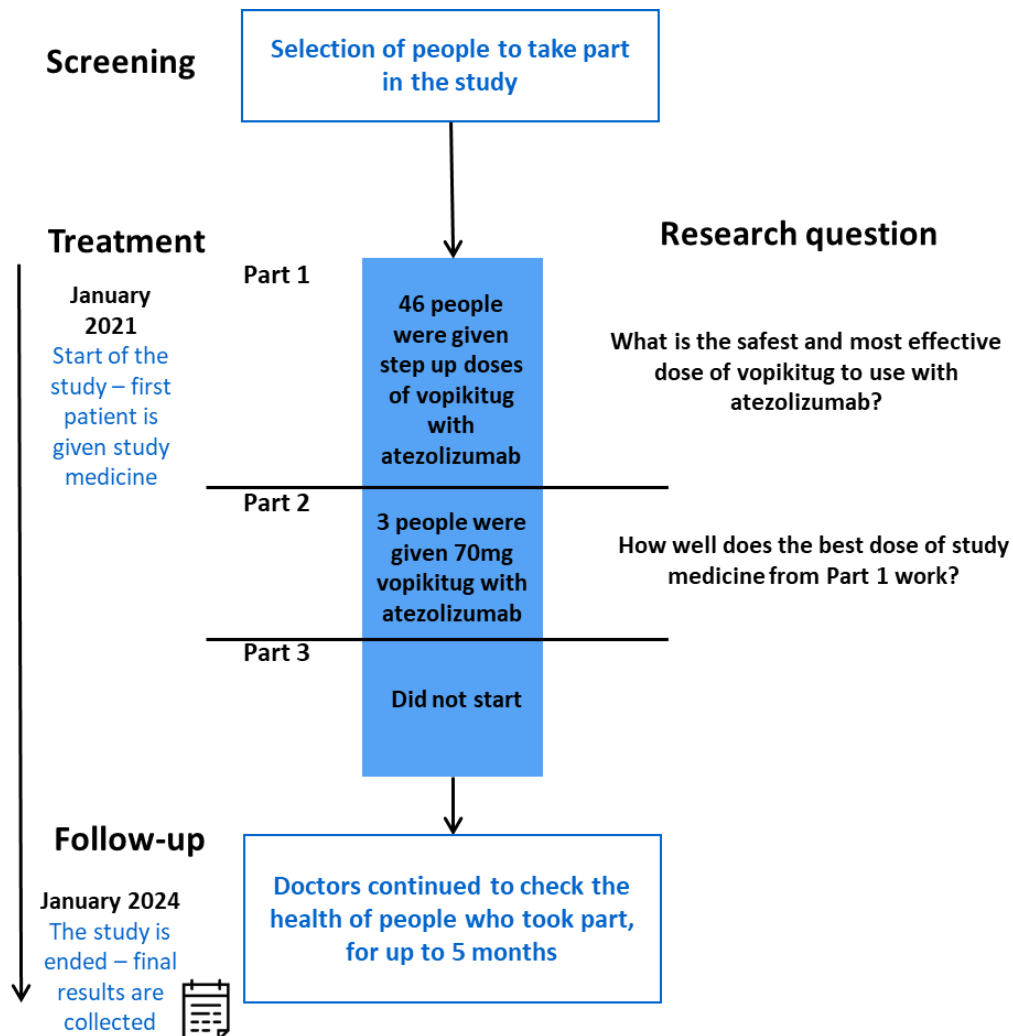 Screening
Selection of people to take part
in the study
Treatment
Research question
January
2021
Start of the
study – first
patient is
given study
medicine
Part 1
46 people
were given
step up doses
of vopikitug
with
atezolizumab
What is the safest and most effective
dose of vopikitug to use with
atezolizumab?
Part 2
3 people were
given 70mg
vopikitug with
atezolizumab
How well does the best dose of study
medicine from Part 1 work?
Part 3
Did not start
Follow-up
January 2024
The study is
ended – final
results are
collected
Doctors continued to check the
health of people who took part,
for up to 5 months